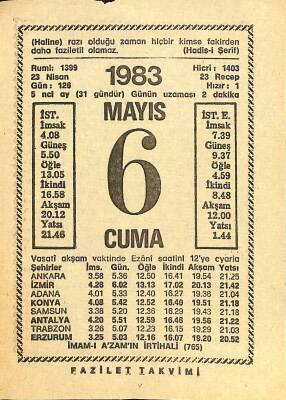 (Haline) razı olduğu zaman hiçbir kimse fakirden
daha faziletli olamaz. (Hadis-i Şerif)
Rumi: 1399
23 Nisan
Gün: 126
1983
Hicri: 1403
23 Recep
Hızır: 1
5 nci ay (31 gündür) Günün uzaması: 2 dakika
MAYIS
6
CUMA
İST.
İmsak
4.08
Güneş
5.50
Öğle
13.05
İkindi
16.58
Akşam
20.12
Yatsı
21.46
İST. E.
İmsak
7.39
Güneş
9.37
Öğle
4.59
İkindi
8.48
Akşam
12.00
Yatsı
1.44
Vasatî akşam vaktinde Ezânî saatini 12'ye ayarla
Şehirler İms. Gün. Öğle İkindi Akşam Yatsı
ANKARA 3.58 5.36 12.50 16.41 19.54 21.25
İZMİR 4.28 6.02 13.13 17.02 20.13 21.42
ADANA 4.01 5.33 12.40 16.27 19.38 21.04
KONYA 4.08 5.42 12.52 16.40 19.51 21.18
SAMSUN 3.38 5.20 12.36 16.29 19.43 21.18
ANTALYA 4.20 5.51 12.59 16.46 19.56 21.22
TRABZON 3.26 5.07 12.23 16.15 19.29 21.03
ERZURUM 3.25 5.03 12.16 16.07 19.20 20.52
İMAM-I A'ZAM'IN İRTİHALİ (765)
FAZİLET TAKVİMİ